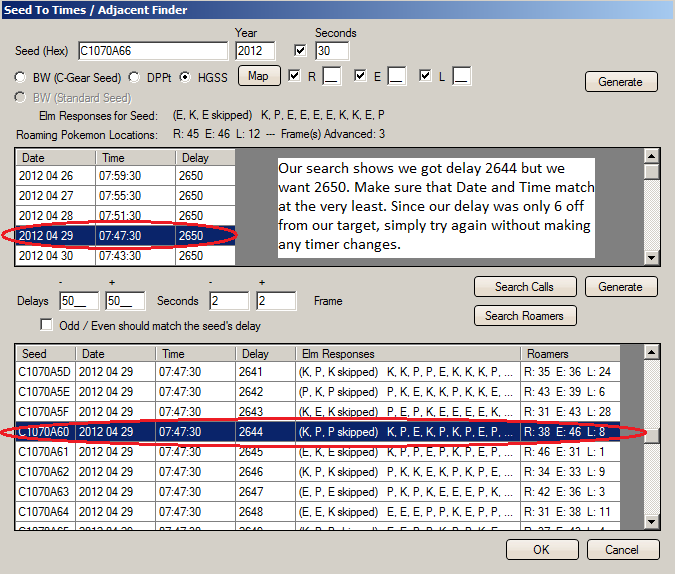 Seed To Times / Adjacent Finder
Year Seconds
Seed (Hex) C1070A66 2012 30
BW (C-Gear Seed) DPPt HGSS Map R __ E __ L __ Generate
BW (Standard Seed)
Elm Responses for Seed: (E, K, E skipped) K, P, E, E, E, E, K, K, E, P
Roaming Pokemon Locations: R: 45 E: 46 L: 12 --- Frame(s) Advanced: 3
Date Time Delay
2012 04 26 07:59:30 2650
2012 04 27 07:55:30 2650
2012 04 28 07:51:30 2650
2012 04 29 07:47:30 2650
2012 04 30 07:43:30 2650
Our search shows we got delay 2644 but we
want 2650. Make sure that Date and Time match
at the very least. Since our delay was only 6 off
from our target, simply try again without making
any timer changes.
Search Calls Generate
- + - +
Delays 50__ 50__ Seconds 2 2 Frame
Search Roamers
Odd / Even should match the seed's delay
Seed Date Time Delay Elm Responses Roamers
C1070A5D 2012 04 29 07:47:30 2641 (K, P, K skipped) K, K, P, P, E, K, K, K, P, ... R: 35 E: 36 L: 24
C1070A5E 2012 04 29 07:47:30 2642 (P, K, P skipped) P, K, E, K, P, E, E, P, ... R: 43 E: 39 L: 6
C1070A5F 2012 04 29 07:47:30 2643 (K, E, K skipped) P, E, P, K, E, E, E, K, ... R: 31 E: 43 L: 28
C1070A60 2012 04 29 07:47:30 2644 (K, P, P skipped) K, P, E, K, P, K, P, E, P, ... R: 38 E: 46 L: 8
C1070A61 2012 04 29 07:47:30 2645 (E, K, E skipped) P, E, K, P, K, K, E, P, ... R: 46 E: 31 L: 1
C1070A62 2012 04 29 07:47:30 2646 (P, K, K skipped) P, K, P, P, K, E, K, P, ... R: 34 E: 33 L: 9
C1070A63 2012 04 29 07:47:30 2647 (E, P, E skipped) P, K, P, K, E, E, E, P, ... R: 42 E: 36 L: 3
C1070A64 2012 04 29 07:47:30 2648 (E, E, K skipped) E, P, E, E, P, P, E, K, ... R: 31 E: 38 L: 11
OK Cancel